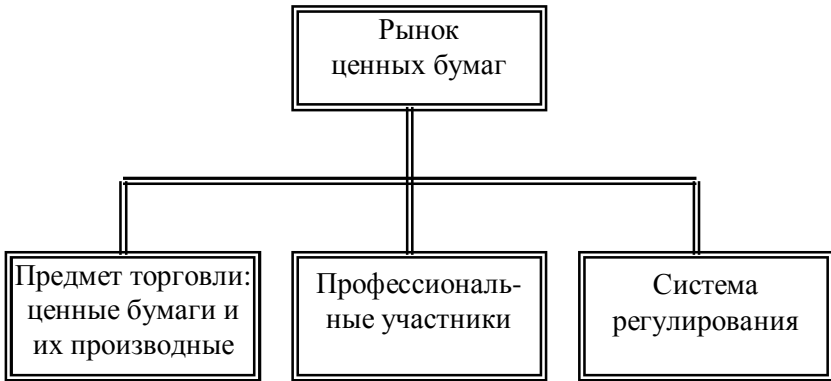 Рынок
ценных бумаг
Предмет торговли:
ценные бумаги и
их производные
Профессиональ-
ные участники
Система
регулирования